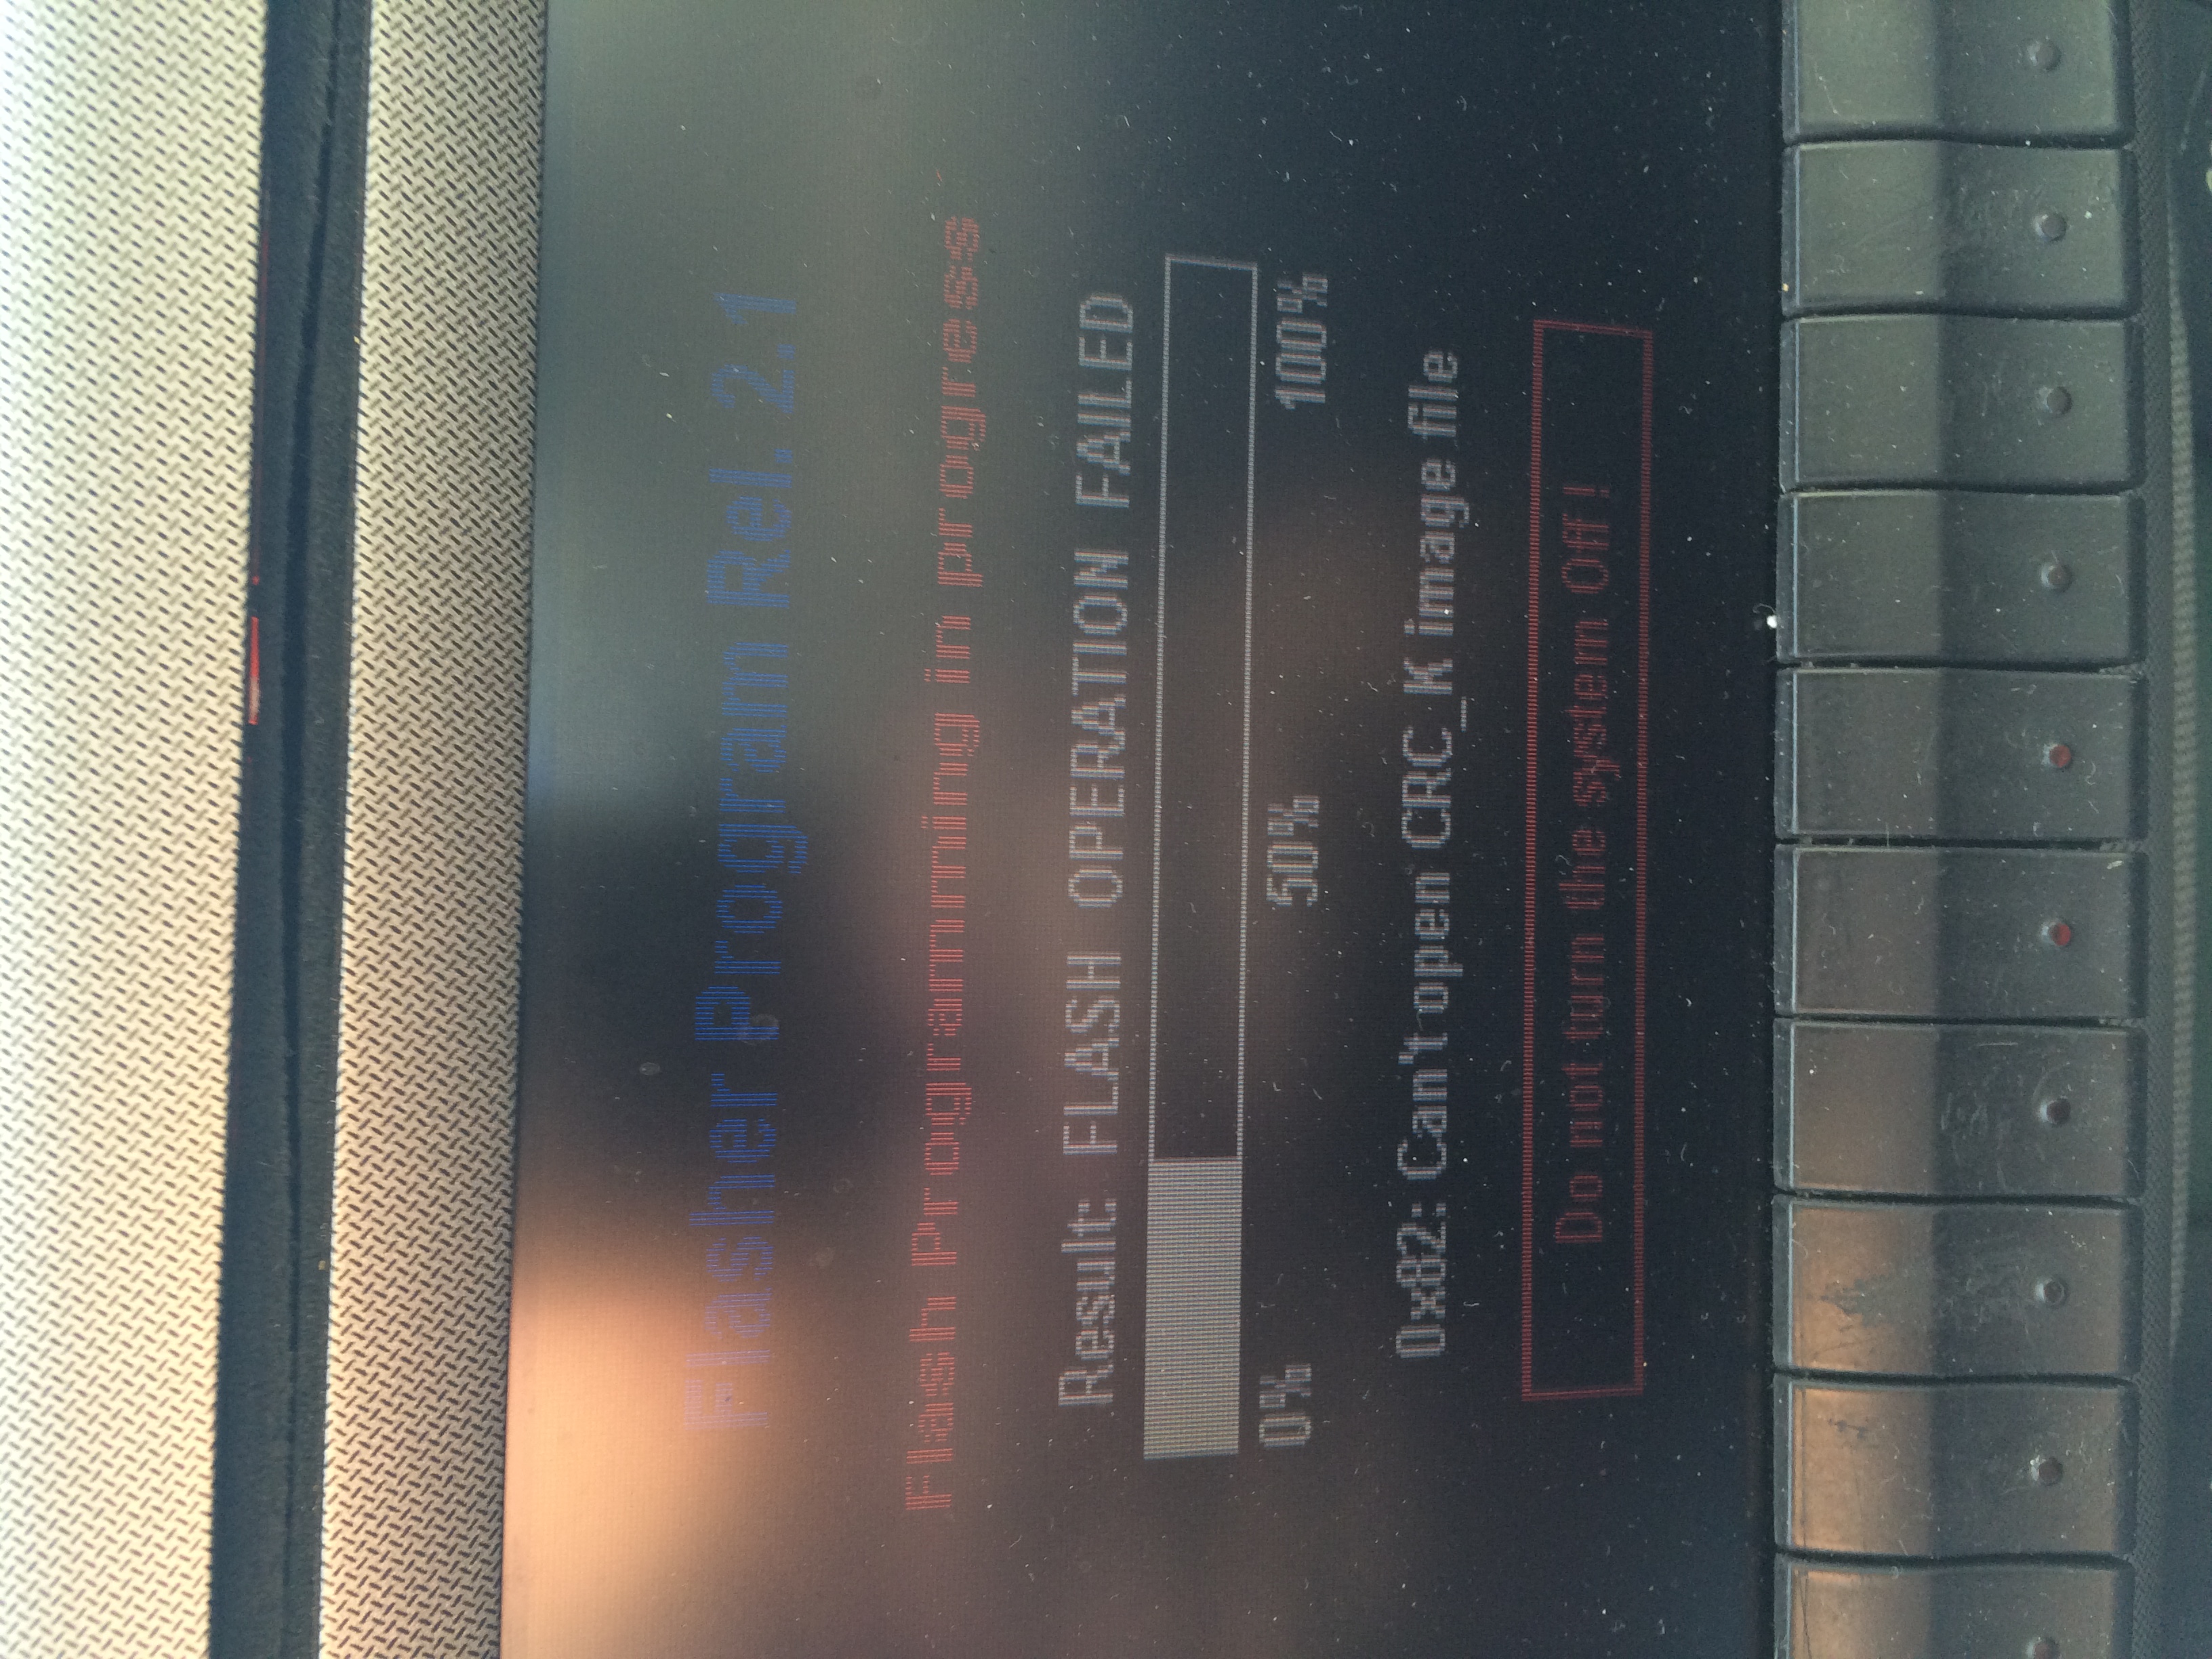 Flasher Program Rel. 2.1
Flash Programming in progress
Result: FLASH OPERATION FAILED
0% 50% 100%
0x82: Can't open CRC_K image file
Do not turn the system Off !